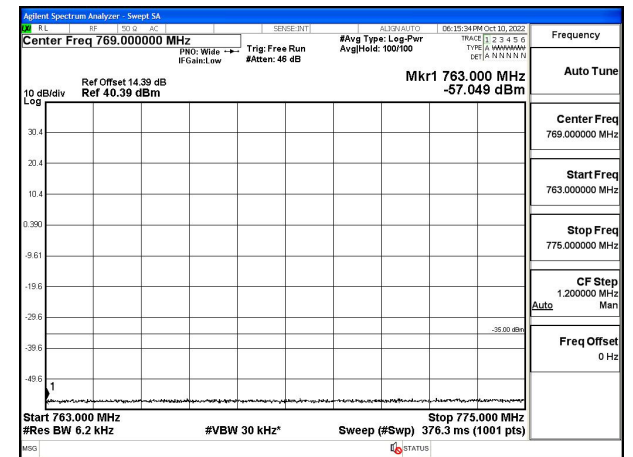 Agilent Spectrum Analyzer - Swept SA
RL RF 50 Ω AC SENSE:INT ALIGN AUTO 06:15:34 PM Oct 10, 2022
Center Freq 769.000000 MHz
PNO: Wide
IFGain:Low
Trig: Free Run
#Atten: 46 dB
#Avg Type: Log-Pwr
Avg|Hold: 100/100
TRACE 1 2 3 4 5 6
TYPE A WWWWW
DET A N N N N N
Ref Offset 14.39 dB
10 dB/div Ref 40.39 dBm
Log
Mkr1 763.000 MHz
-57.049 dBm
30.4
20.4
10.4
0.390
-9.61
-19.6
-29.6
-35.00 dBm
-39.6
-49.6
1
Start 763.000 MHz Stop 775.000 MHz
#Res BW 6.2 kHz #VBW 30 kHz* Sweep (#Swp) 376.3 ms (1001 pts)
MSG STATUS
Frequency
Auto Tune
Center Freq
769.000000 MHz
Start Freq
763.000000 MHz
Stop Freq
775.000000 MHz
CF Step
1.200000 MHz
Auto Man
Freq Offset
0 Hz